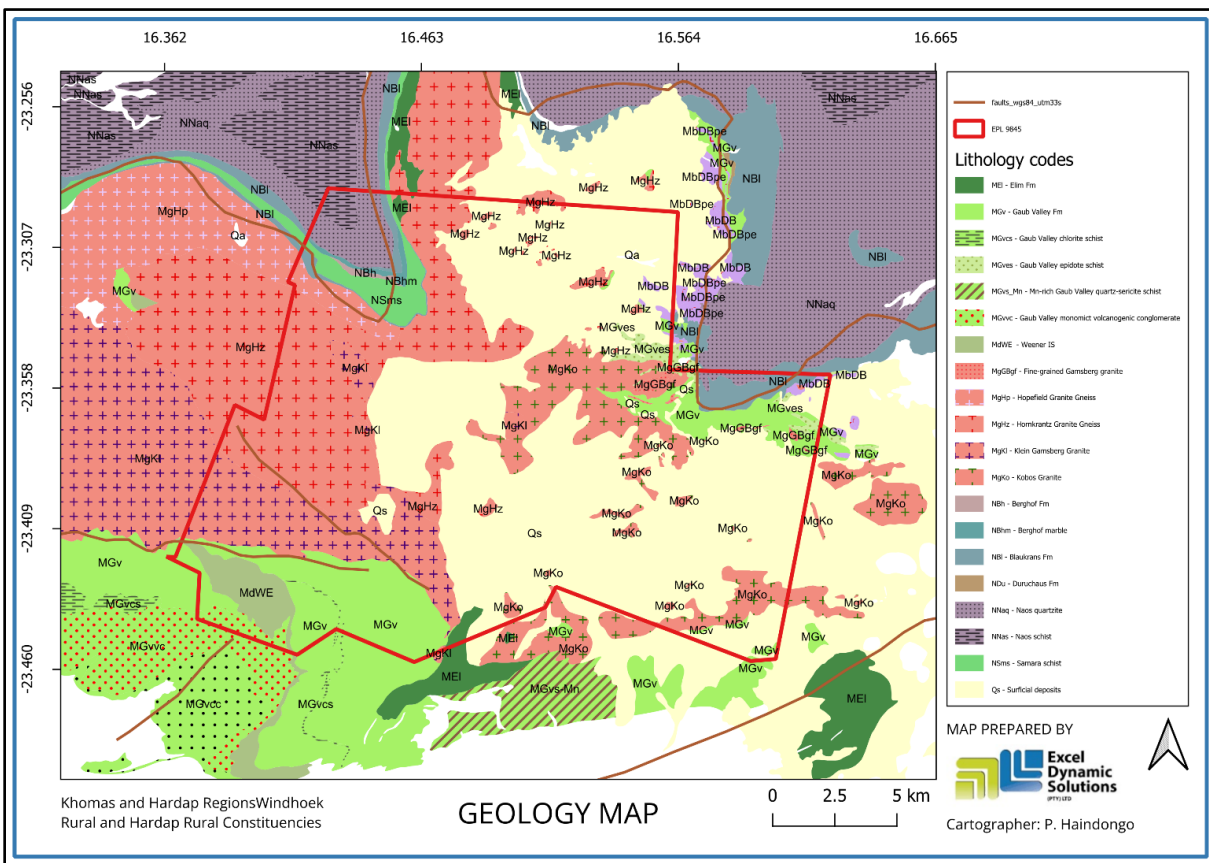 16.362 16.463 16.564 16.665
-23.256
-23.307
-23.358
-23.409
-23.460
NNas
NNas
NNas
NNaq
NNas
NBl
MEl
MEl
NBl
NNas
MbDBpe
MGv
MGv
MbDBpe
NBl
NBl
NBl
MgHp
Qa
MEl
MgHz
MgHz
MgHz
MgHz
MgHz
MgHz
MgHz
MgHz
MgHz
MbDBpe
MbDB
MbDBpe
NBl
Qa
NBh
NBhm
NSms
MGv
MgHz
MbDB
MbDB
MbDB
MbDBpe
MbDBpe
MbDBpe
NNaq
MgHz
MGv
NBl
MGves
MgHz
MGves
MGv
MgKl
MgKo
MgGBgf
MgGBgf
Qs
NBl
MbDB
MbDB
Qs
Qs
MGv
MGves
MgKl
MgKl
MgKl
MgKo
MgKo
MgGBgf
MgGBgf
MgGBgf
MGv
MGv
MgKo
MgKo
MgKo
MgKo
MgKo
Qs
MgHz
MgHz
MgKo
MgKo
MgKo
Qs
MGv
MdWE
MGvcs
MGv
MGv
MGvvc
MgKo
MgKo
MgKo
MgKo
MgKo
MgKo
MEl
MGv
MgKo
MGv
MGv
MGv
MGv
MGv
MgKl
MEl
MGvs-Mn
MGv
MEl
MGvcc
MGvcs
faults_wgs84_utm33s
EPL 9845
Lithology codes
MEl - Elim Fm
MGv - Gaub Valley Fm
MGvcs - Gaub Valley chlorite schist
MGves - Gaub Valley epidote schist
MGvs_Mn - Mn-rich Gaub Valley quartz-sericite schist
MGvvc - Gaub Valley monomict volcanogenic conglomerate
MdWE - Weener IS
MgGBgf - Fine-grained Gamsberg granite
MgHp - Hopefield Granite Gneiss
MgHz - Hornkrantz Granite Gneiss
MgKl - Klein Gamsberg Granite
MgKo - Kobos Granite
NBh - Berghof Fm
NBhm - Berghof marble
NBl - Blaukrans Fm
NDu - Duruchaus Fm
NNaq - Naos quartzite
NNas - Naos schist
NSms - Samara schist
Qs - Surficial deposits
MAP PREPARED BY
Excel
Dynamic
Solutions
(PTY) LTD
Cartographer: P. Haindongo
Khomas and Hardap RegionsWindhoek
Rural and Hardap Rural Constituencies
GEOLOGY MAP
0 2.5 5 km